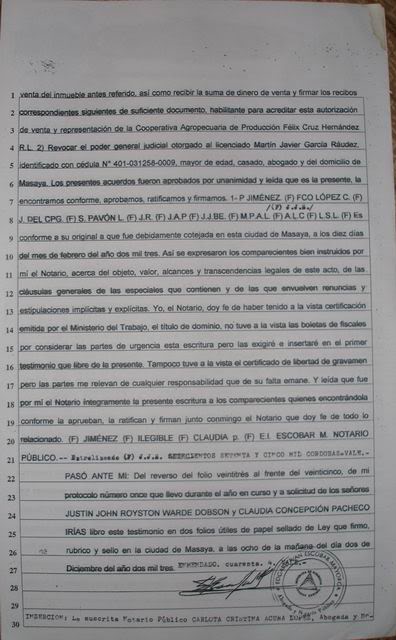 1 venta del inmueble antes referido, así como recibir la suma de dinero de venta y firmar los recibos
2 correspondientes siguientes de suficiente documento, habilitante para acreditar esta autorización
3 de venta y representación de la Cooperativa Agropecuaria de Producción Félix Cruz Hernández
4 R.L. 2) Revocar el poder general judicial otorgado al licenciado Martín Javier García Ráudez,
5 identificado con cédula N° 401-031258-0009, mayor de edad, casado, abogado y del domicilio de
6 Masaya. Los presentes acuerdos fueron aprobados por unanimidad y leída que es la presente, la
7 encontramos conforme, aprobamos, ratificamos y firmamos. 1- P JIMÉNEZ. (F) FCO LÓPEZ C. (F)
8 J. DEL CPG. (F) S. PAVÓN L. (F) J.R. (F) J.A.P (F) J.J.BE. (F) M.P.A.L (F) A.L.C (F) L.S.L (F) Es
9 conforme a su original a que fue debidamente cotejada en esta ciudad de Masaya, a los diez días
10 del mes de febrero del año dos mil tres. Así se expresaron los comparecientes bien instruidos por
11 mí el Notario, acerca del objeto, valor, alcances y transcendencias legales de este acto, de las
12 cláusulas generales de las especiales que contienen y de las que envuelven renuncias y
13 estipulaciones implícitas y explícitas. Yo, el Notario, doy fe de haber tenido a la vista certificación
14 emitida por el Ministerio del Trabajo, el título de dominio, no tuve a la vista las boletas de fiscales
15 por considerar las partes de urgencia esta escritura pero las exigiré e insertaré en el primer
16 testimonio que libre de la presente. Tampoco tuve a la vista el certificado de libertad de gravamen
17 pero las partes me relevan de cualquier responsabilidad que de su falta emane. Y leída que fue
18 por mí el Notario íntegramente la presente escritura a los comparecientes quienes encontrándola
19 conforme la aprueban, la ratifican y firman junto conmigo el Notario que doy fe de todo lo
20 relacionado. (F) JIMÉNEZ (F) ILEGIBLE (F) CLAUDIA p. (F) E.I. ESCOBAR M. NOTARIO
21 PÚBLICO.-- Entrelineado (F) SETECIENTOS SETENTA Y CINCO MIL CORDOBAS=VALE.-
22 PASÓ ANTE MI: Del reverso del folio veintitrés al frente del veinticinco, de mi
23 protocolo número once que llevo durante el año en curso y a solicitud de los señores
24 JUSTIN JOHN ROYSTON WARDE DOBSON y CLAUDIA CONCEPCIÓN PACHECO
25 IRÍAS libro este testimonio en dos folios útiles de papel sellado de Ley que firmo,
26 rubrico y sello en la ciudad de Masaya, a las ocho de la mañana del día dos de
27 Diciembre del año dos mil tres. ENMENDADO. cuarenta.
28
29
30 INSERCION: La suscrita Notario Público CARLOTA CRISTINA ACUÑA Abogada y